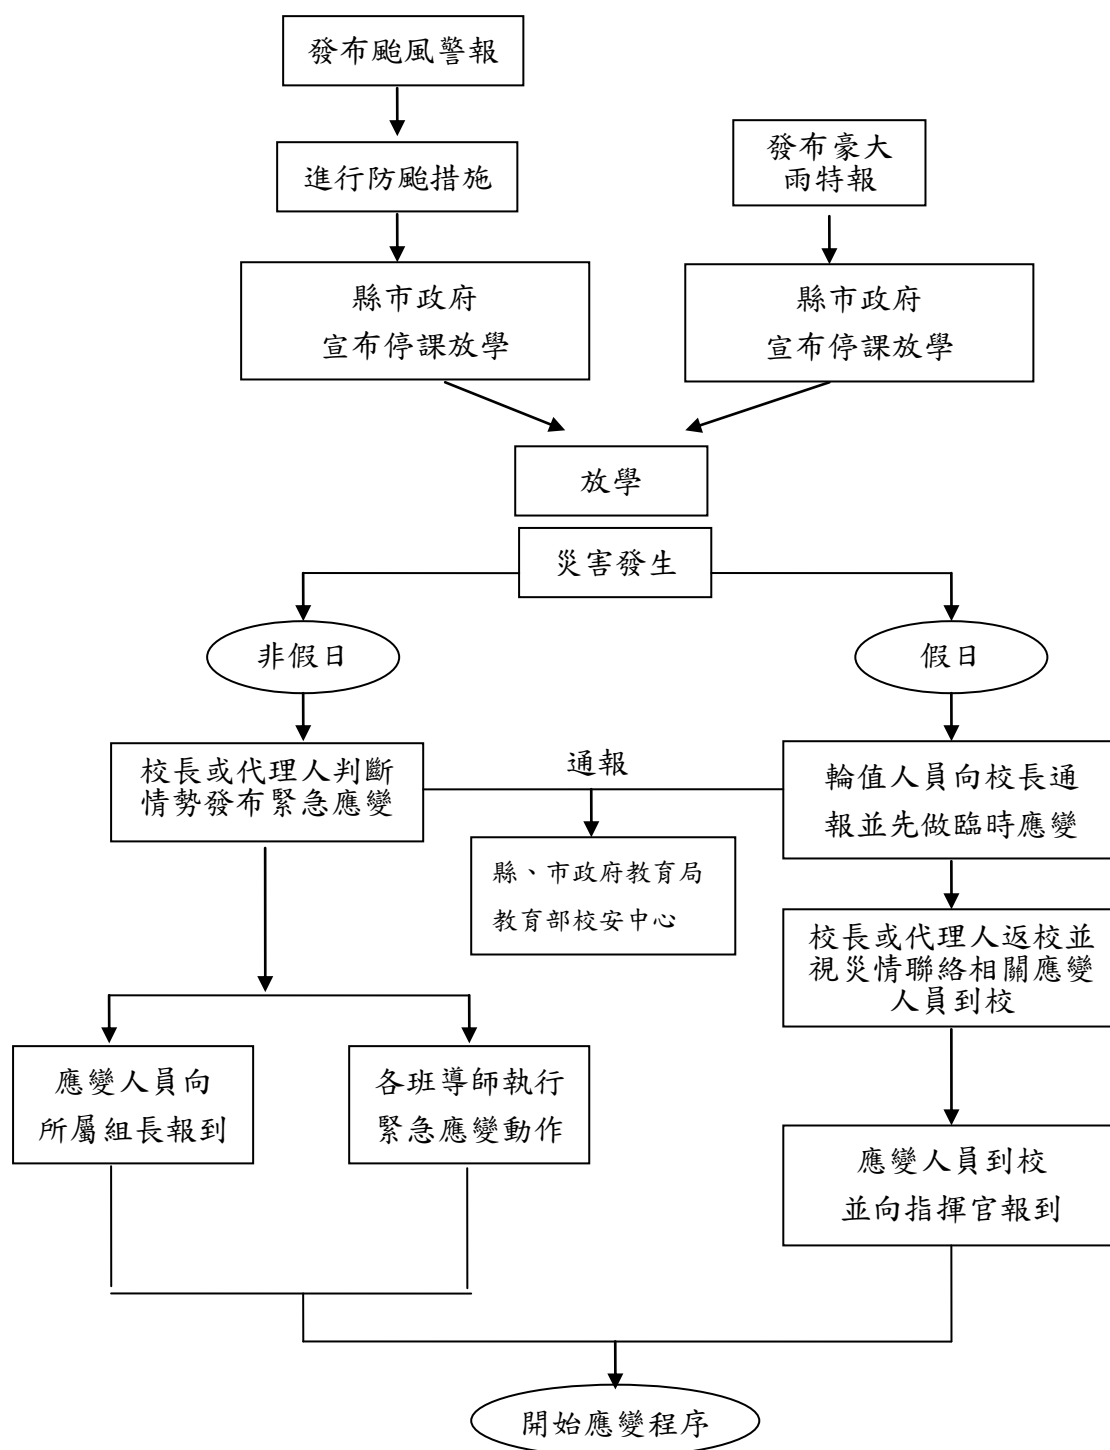 發布颱風警報
進行防颱措施
發布豪大
雨特報
縣市政府
宣布停課放學
縣市政府
宣布停課放學
放學
災害發生
非假日
假日
校長或代理人判斷
情勢發布緊急應變
通報
輪值人員向校長通
報並先做臨時應變
縣、市政府教育局
教育部校安中心
校長或代理人返校並
視災情聯絡相關應變
人員到校
應變人員向
所屬組長報到
各班導師執行
緊急應變動作
應變人員到校
並向指揮官報到
開始應變程序